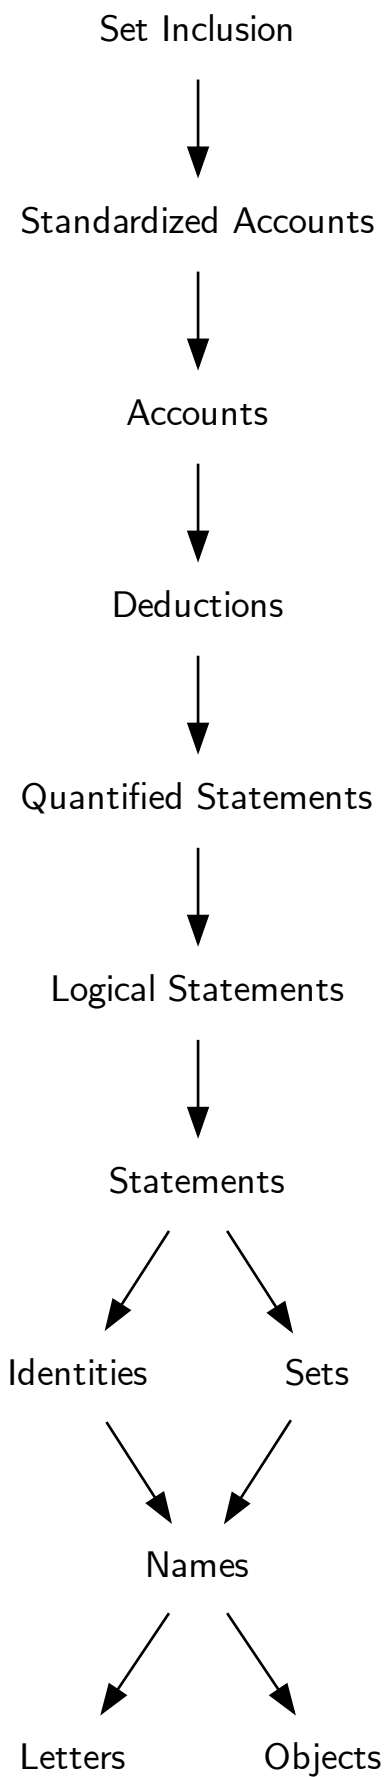 Set Inclusion
Standardized Accounts
Accounts
Deductions
Quantified Statements
Logical Statements
Statements
Identities Sets
Names
Letters Objects